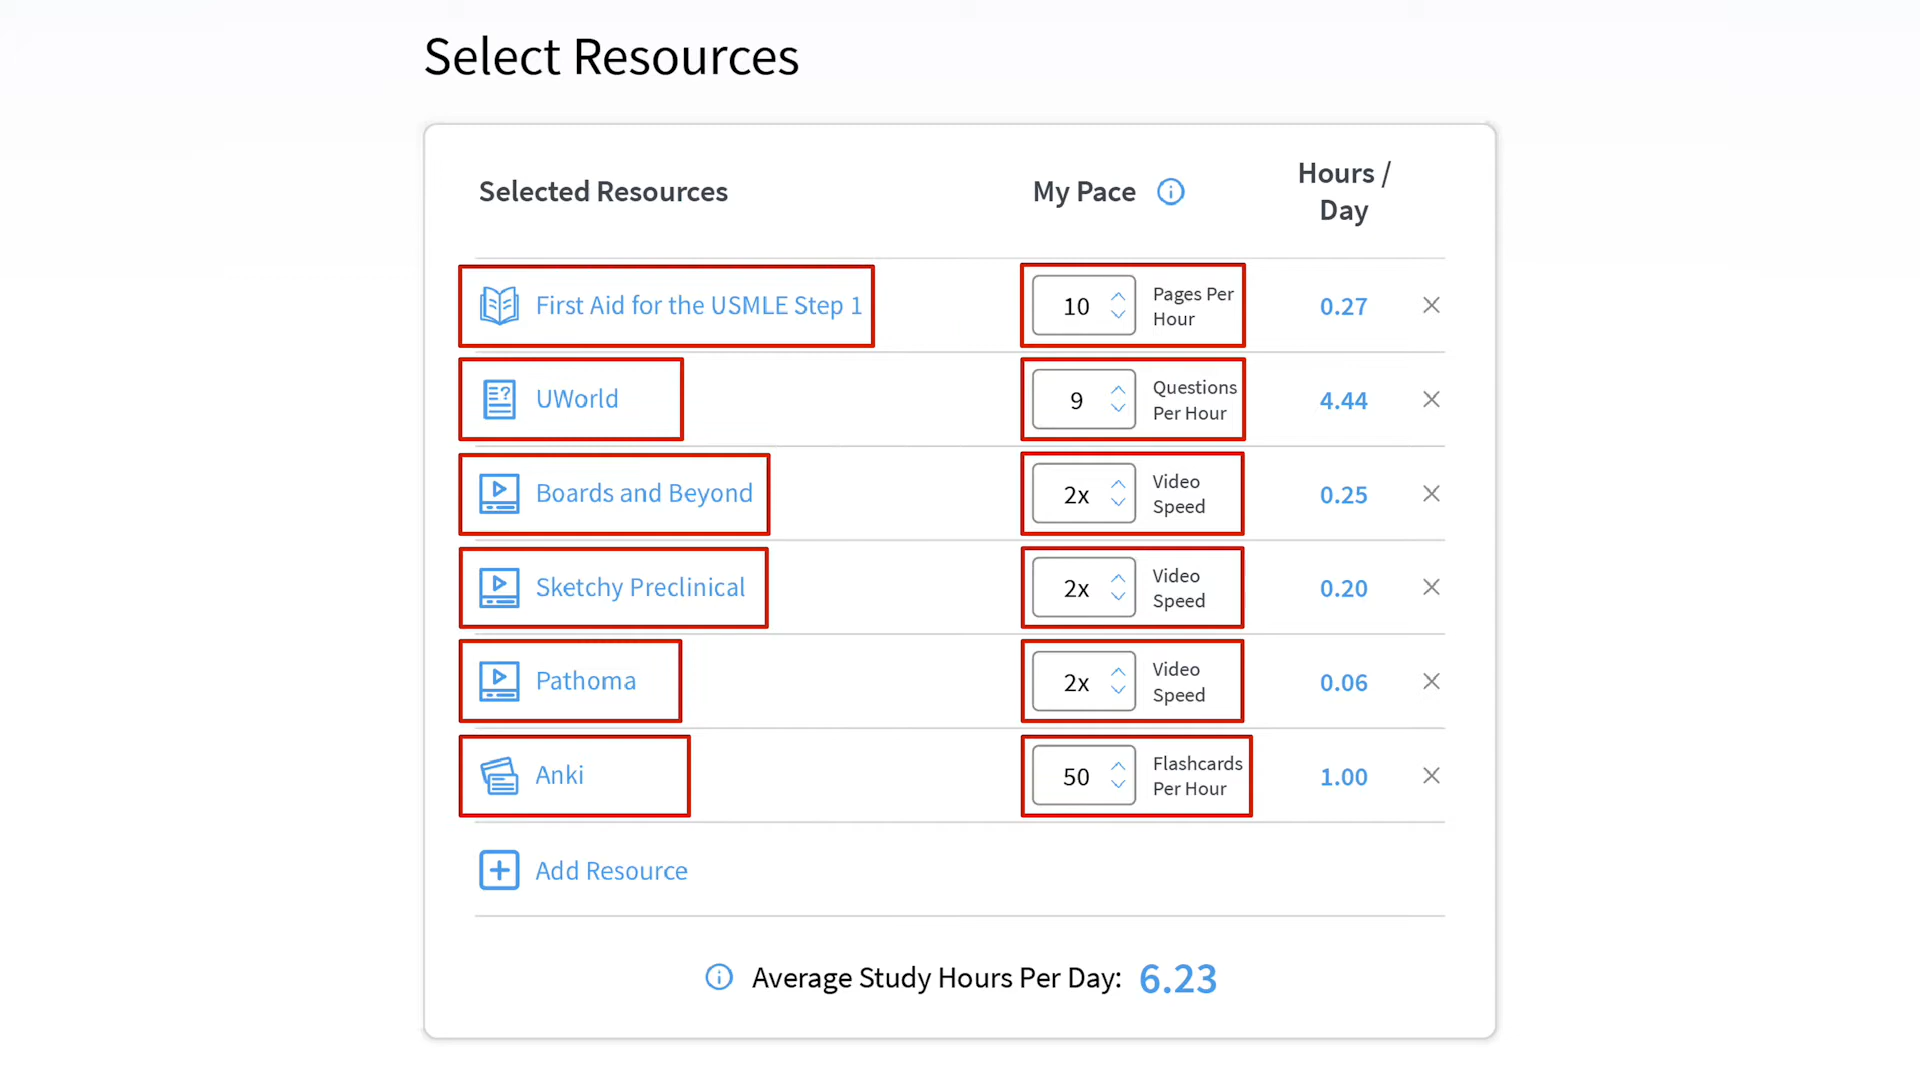 Select Resources
Selected Resources
My Pace
Hours /
Day
First Aid for the USMLE Step 1
10
Pages Per
Hour
0.27
UWorld
9
Questions
Per Hour
4.44
Boards and Beyond
2x
Video
Speed
0.25
Sketchy Preclinical
2x
Video
Speed
0.20
Pathoma
2x
Video
Speed
0.06
Anki
50
Flashcards
Per Hour
1.00
Add Resource
Average Study Hours Per Day: 6.23